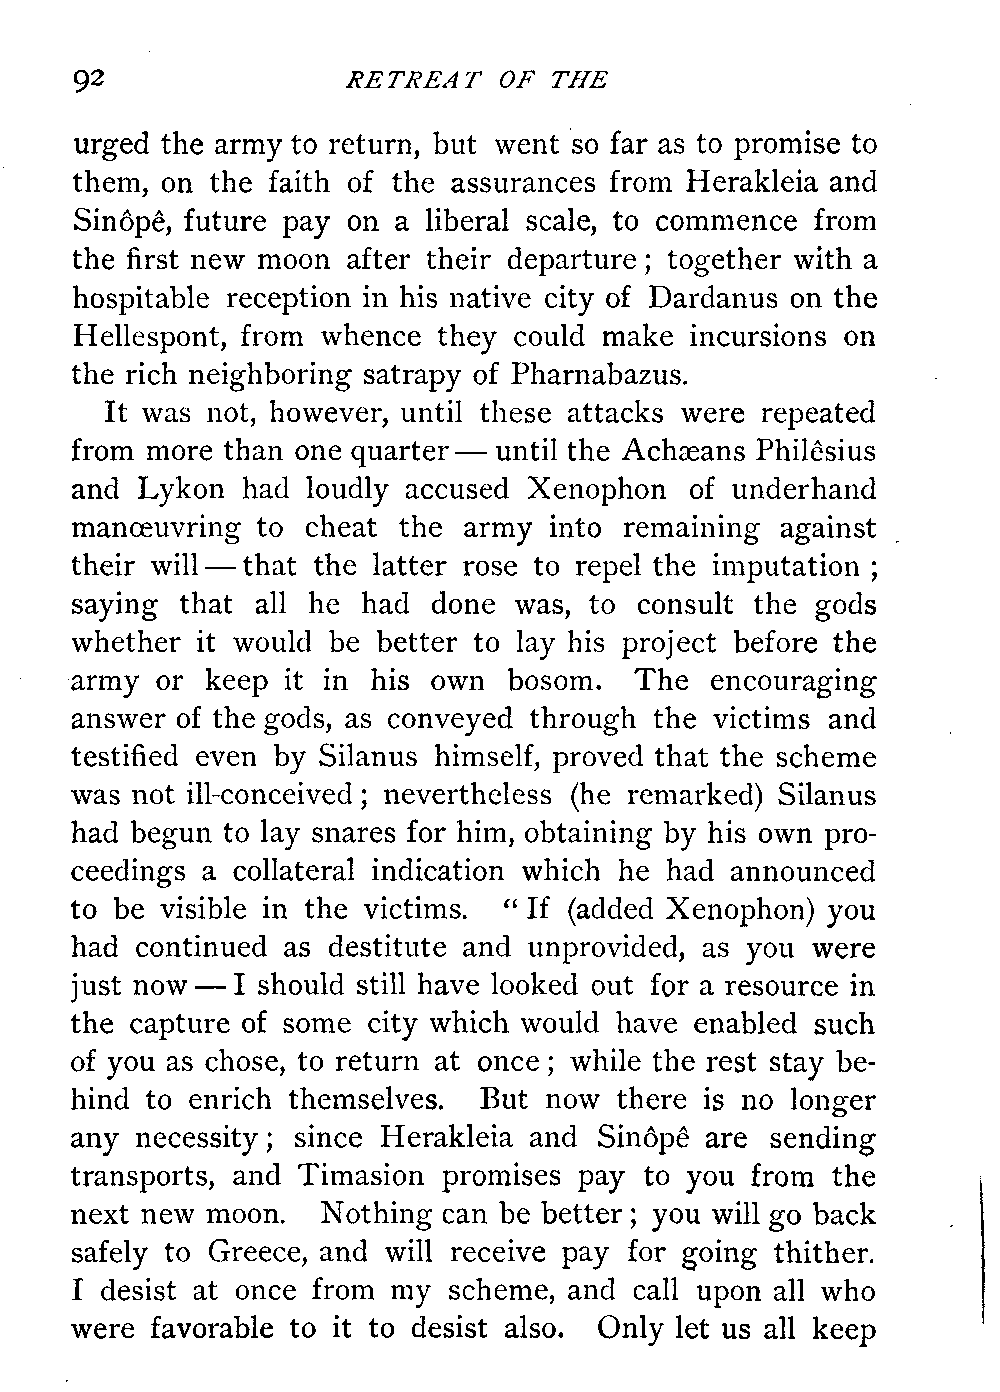 92 RETREAT OF THE
urged the army to return, but went so far as to promise to
them, on the faith of the assurances from Herakleia and
Sinôpê, future pay on a liberal scale, to commence from
the first new moon after their departure ; together with a
hospitable reception in his native city of Dardanus on the
Hellespont, from whence they could make incursions on
the rich neighboring satrapy of Pharnabazus.
It was not, however, until these attacks were repeated
from more than one quarter — until the Achæans Philêsius
and Lykon had loudly accused Xenophon of underhand
manœuvring to cheat the army into remaining against
their will — that the latter rose to repel the imputation ;
saying that all he had done was, to consult the gods
whether it would be better to lay his project before the
army or keep it in his own bosom. The encouraging
answer of the gods, as conveyed through the victims and
testified even by Silanus himself, proved that the scheme
was not ill-conceived ; nevertheless (he remarked) Silanus
had begun to lay snares for him, obtaining by his own pro-
ceedings a collateral indication which he had announced
to be visible in the victims. “ If (added Xenophon) you
had continued as destitute and unprovided, as you were
just now — I should still have looked out for a resource in
the capture of some city which would have enabled such
of you as chose, to return at once ; while the rest stay be-
hind to enrich themselves. But now there is no longer
any necessity ; since Herakleia and Sinôpê are sending
transports, and Timasion promises pay to you from the
next new moon. Nothing can be better ; you will go back
safely to Greece, and will receive pay for going thither.
I desist at once from my scheme, and call upon all who
were favorable to it to desist also. Only let us all keep